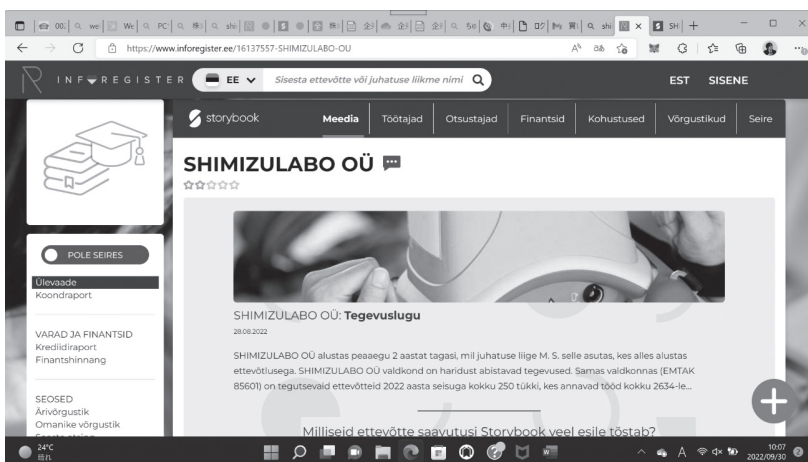 https://www.inforegister.ee/16137557-SHIMIZULABO-OU
INFOREGISTER
EE
Sisesta ettevõtte või juhatuse liikme nimi
EST SISENE
storybook
Meedia Töötajad Otsustajad Finantsid Kohustused Võrgustikud Seire
SHIMIZULABO OÜ
POLE SEIRES
Ülevaade
Koondraport
VARAD JA FINANTSID
Krediidiraport
Finantshinnang
SEOSED
Ärivõrgustik
Omanike võrgustik
SHIMIZULABO OÜ: Tegevuslugu
28.08.2022
SHIMIZULABO OÜ alustas peaaegu 2 aastat tagasi, mil juhatuse liige M. S. selle asutas, kes alles alustas
ettevõtlusega. SHIMIZULABO OÜ valdkond on haridust abistavad tegevused. Samas valdkonnas (EMTAK
85601) on tegutsevaid ettevõtteid 2022 aasta seisuga kokku 250 tükki, kes annavad tööd kokku 2634-le...
Milliseid ettevõtte saavutusi Storybook veel esile tõstab?
24°C
晴れ
A
10:07
2022/09/30